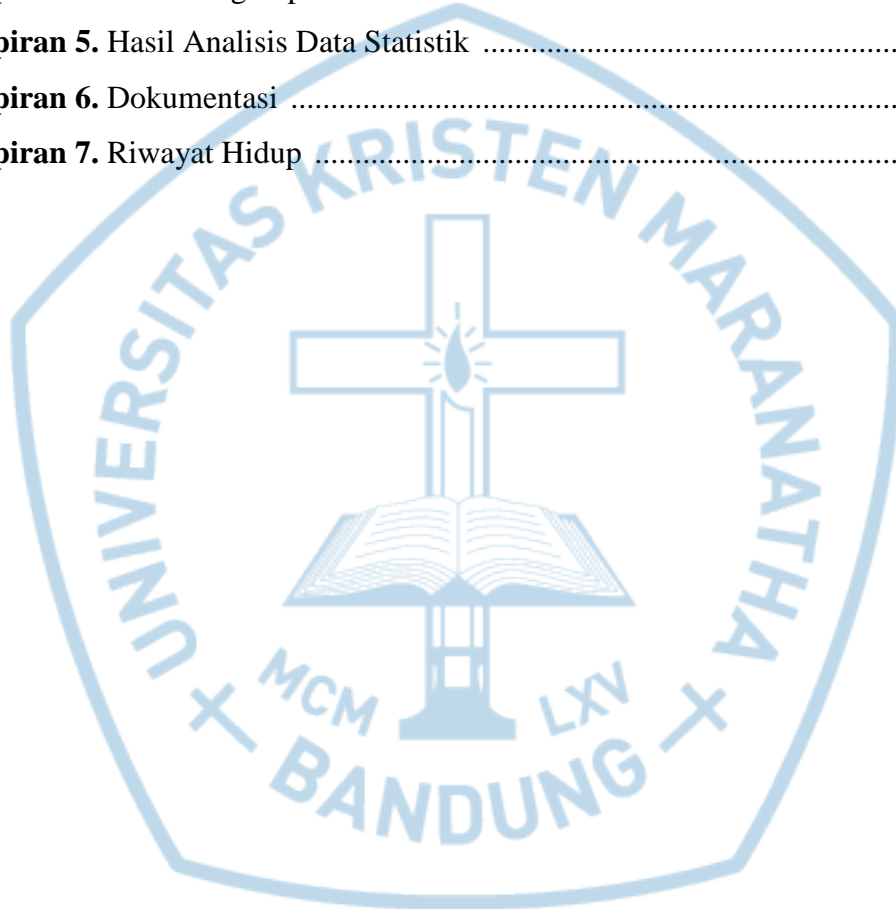 piran 5. Hasil Analisis Data Statistik ....................................................
piran 6. Dokumentasi ............................................................................
piran 7. Riwayat Hidup .........................................................................
UNIVERSITAS KRISTEN MARANATHA
MCM LXV
BANDUNG